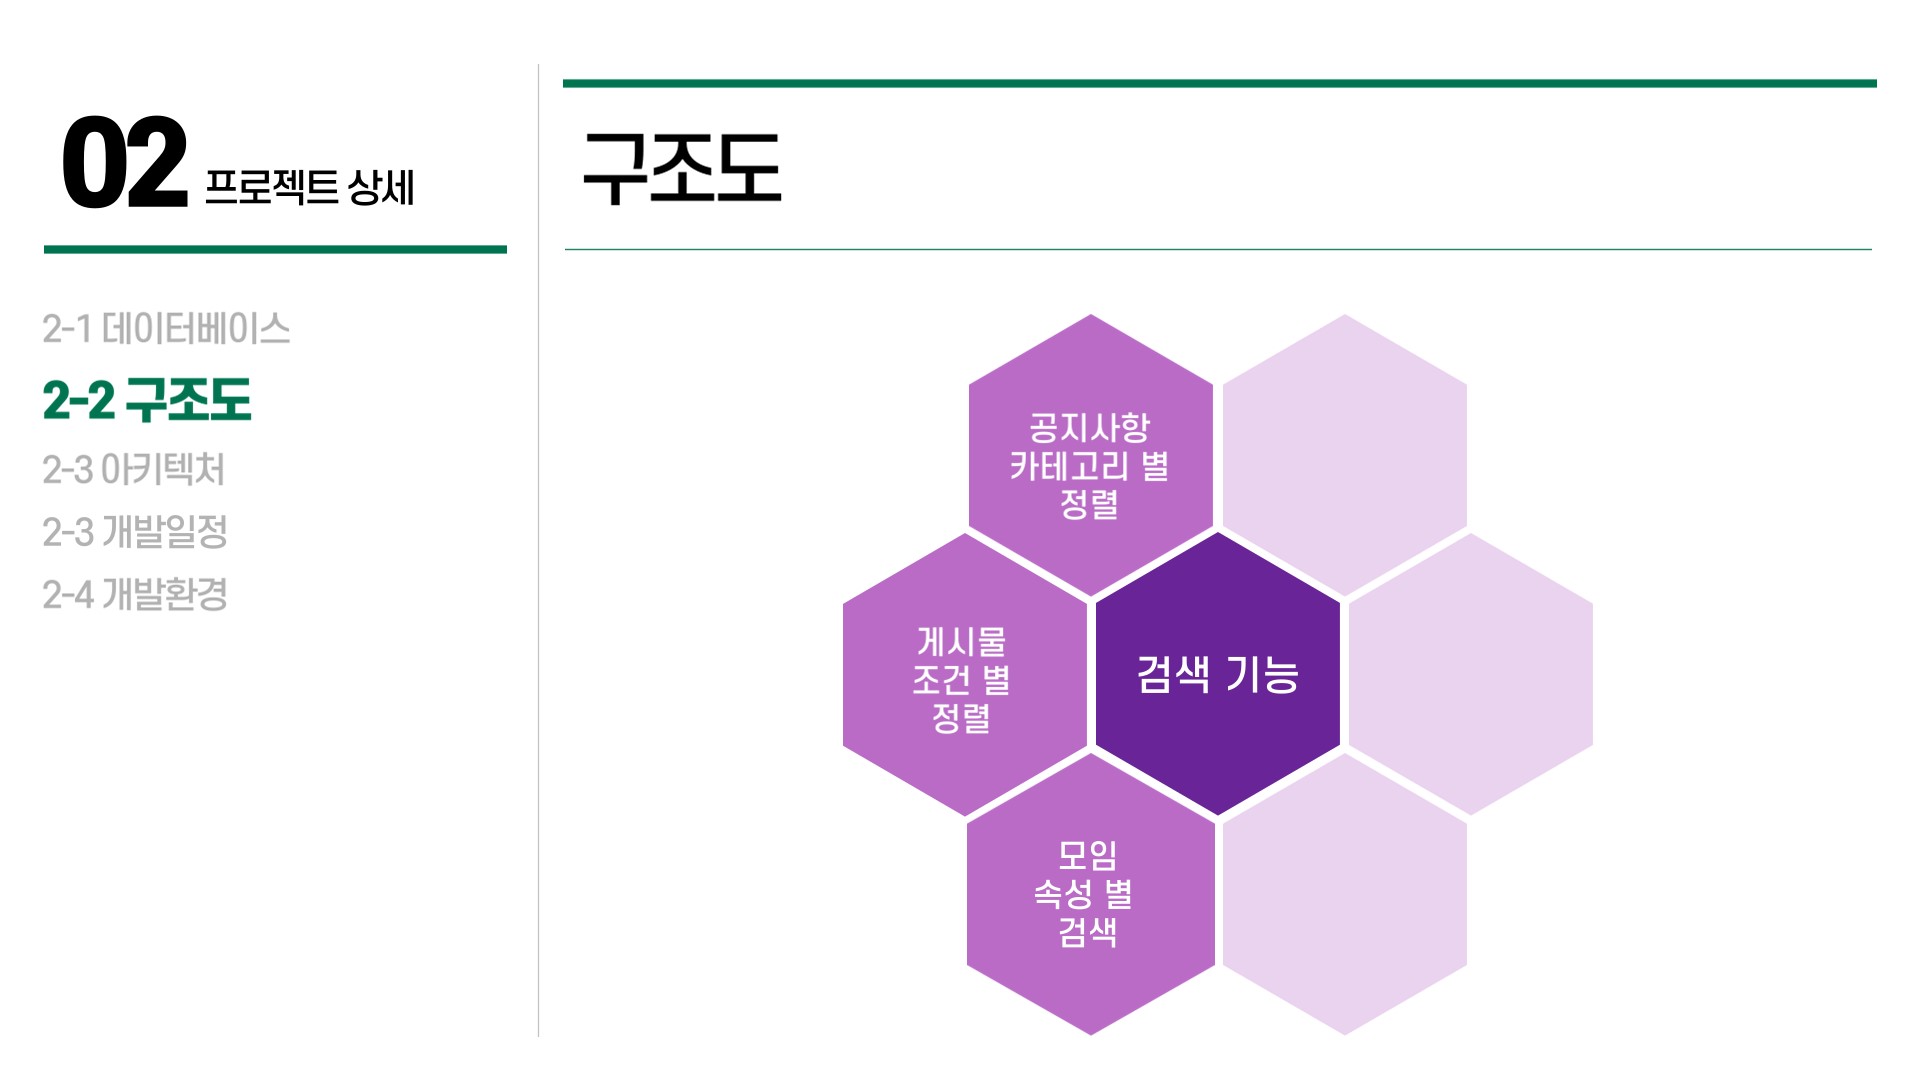 02 프로젝트 상세
2-1 데이터베이스
2-2 구조도
2-3 아키텍처
2-3 개발일정
2-4 개발환경
구조도
공지사항
카테고리 별
정렬
게시물
조건 별
정렬
검색 기능
모임
속성 별
검색